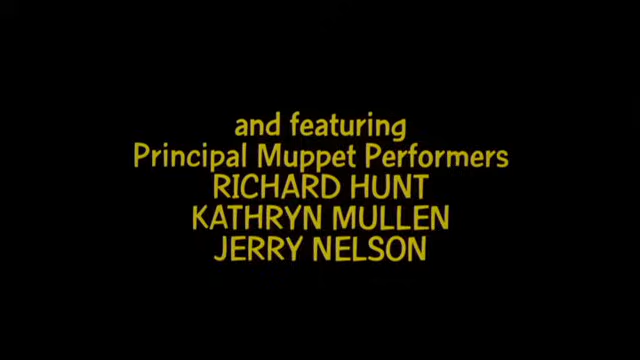 and featuring
Principal Muppet Performers
RICHARD HUNT
KATHRYN MULLEN
JERRY NELSON